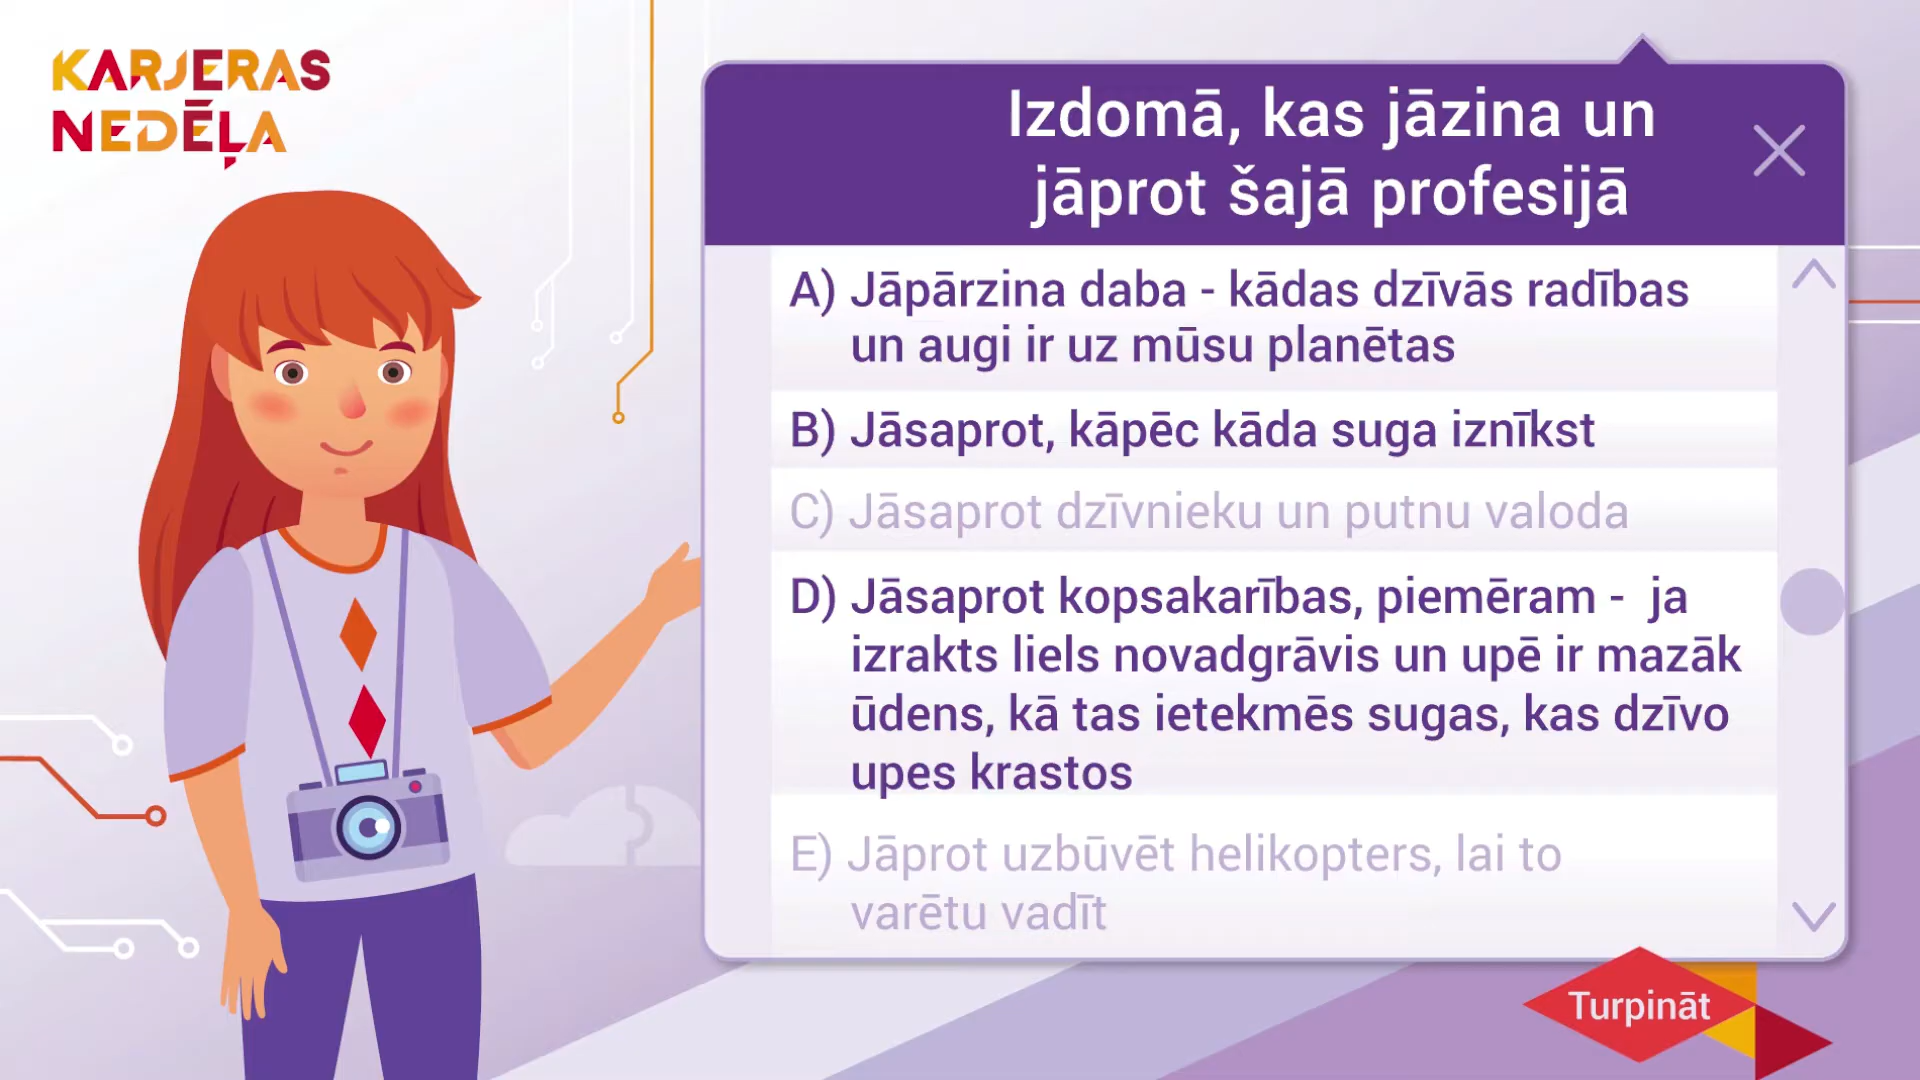 KARJERAS
NEDĒĻA
Izdomā, kas jāzina un
jāprot šajā profesijā
A) Jāpārzina daba - kādas dzīvās radības
un augi ir uz mūsu planētas
B) Jāsaprot, kāpēc kāda suga iznīkst
C) Jāsaprot dzīvnieku un putnu valoda
D) Jāsaprot kopsakarības, piemēram - ja
izrakts liels novadgrāvis un upē ir mazāk
ūdens, kā tas ietekmēs sugas, kas dzīvo
upes krastos
E) Jāprot uzbūvēt helikopters, lai to
varētu vadīt
Turpināt